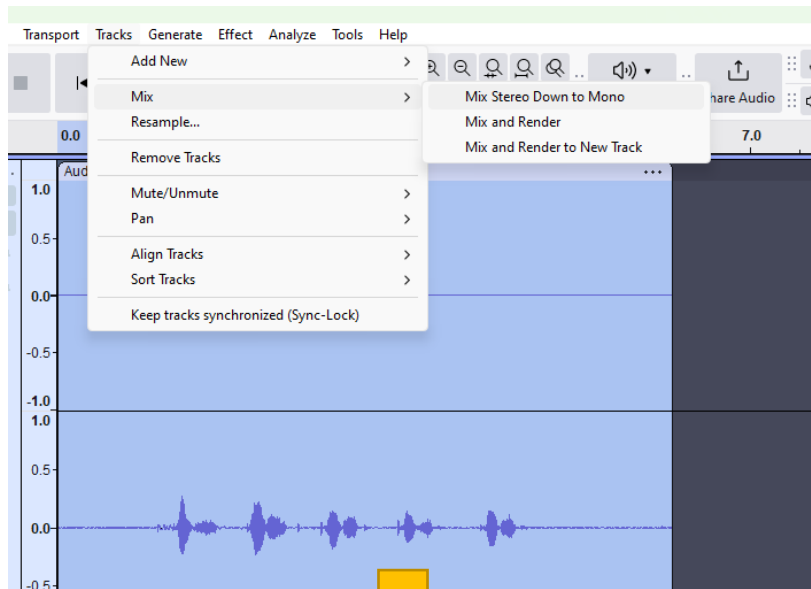 Transport Tracks Generate Effect Analyze Tools Help
Add New
Mix
Resample...
Remove Tracks
Mute/Unmute
Pan
Align Tracks
Sort Tracks
Keep tracks synchronized (Sync-Lock)
Mix Stereo Down to Mono
Mix and Render
Mix and Render to New Track
hare Audio
0.0
7.0
Aud
1.0
0.5
0.0
-0.5
-1.0
1.0
0.5
0.0
-0.5